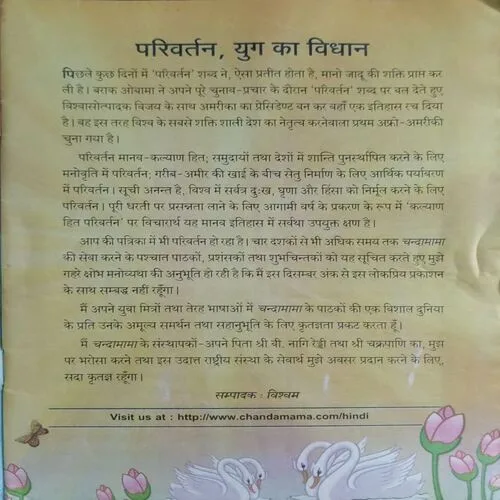 परिवर्तन, युग का विधान
पिछले कुछ दिनों में 'परिवर्तन' शब्द ने, ऐसा प्रतीत होता है, मानो जादू की शक्ति प्राप्त कर
ली है। बराक ओबामा ने अपने पूरे चुनाव-प्रचार के दौरान 'परिवर्तन' शब्द पर बल देते हुए
विश्वासोत्पादक विजय के साथ अमरीका का प्रेसिडेण्ट बन कर वहाँ एक इतिहास रच दिया
है। वह इस तरह विश्व के सबसे शक्ति शाली देश का नेतृत्व करनेवाला प्रथम अफ्रो-अमरीकी
चुना गया है।
परिवर्तन मानव-कल्याण हित; समुदायों तथा देशों में शान्ति पुनर्स्थापित करने के लिए
मनोवृति में परिवर्तन; गरीब-अमीर की खाई के बीच सेतु निर्माण के लिए आर्थिक पर्यावरण
में परिवर्तन। सूची अनन्त है, विश्व में सर्वत्र दुःख, घृणा और हिंसा को निर्मूल करने के लिए
परिवर्तन। पूरी धरती पर प्रसन्नता लाने के लिए आगामी वर्ष के प्रकरण के रूप में 'कल्याण
हित परिवर्तन' पर विचारार्थ यह मानव इतिहास में सर्वथा उपयुक्त क्षण है।
आप की पत्रिका में भी परिवर्तन हो रहा है। चार दशकों से भी अधिक समय तक चन्दामामा
की सेवा करने के पश्चात पाठकों, प्रशंसकों तथा शुभचिन्तकों को यह सूचित करते हुए मुझे
गहरे क्षोभ मनोव्यथा की अनुभूति हो रही है कि मैं इस दिसम्बर अंक से इस लोकप्रिय प्रकाशन
के साथ सम्बद्ध नहीं रहूँगा।
मैं अपने युवा मित्रों तथा तेरह भाषाओं में चन्दामामा के पाठकों की एक विशाल दुनिया
के प्रति उनके अमूल्य समर्थन तथा सहानुभूति के लिए कृतज्ञता प्रकट करता हूँ।
मैं चन्दामामा के संस्थापकों-अपने पिता श्री बी. नागि रेड्डी तथा श्री चक्रपाणि का, मुझ
पर भरोसा करने तथा इस उदात्त राष्ट्रीय संस्था के सेवार्थ मुझे अवसर प्रदान करने के लिए,
सदा कृतज्ञ रहूँगा।
सम्पादक : विश्वम
Visit us at : http://www.chandamama.com/hindi